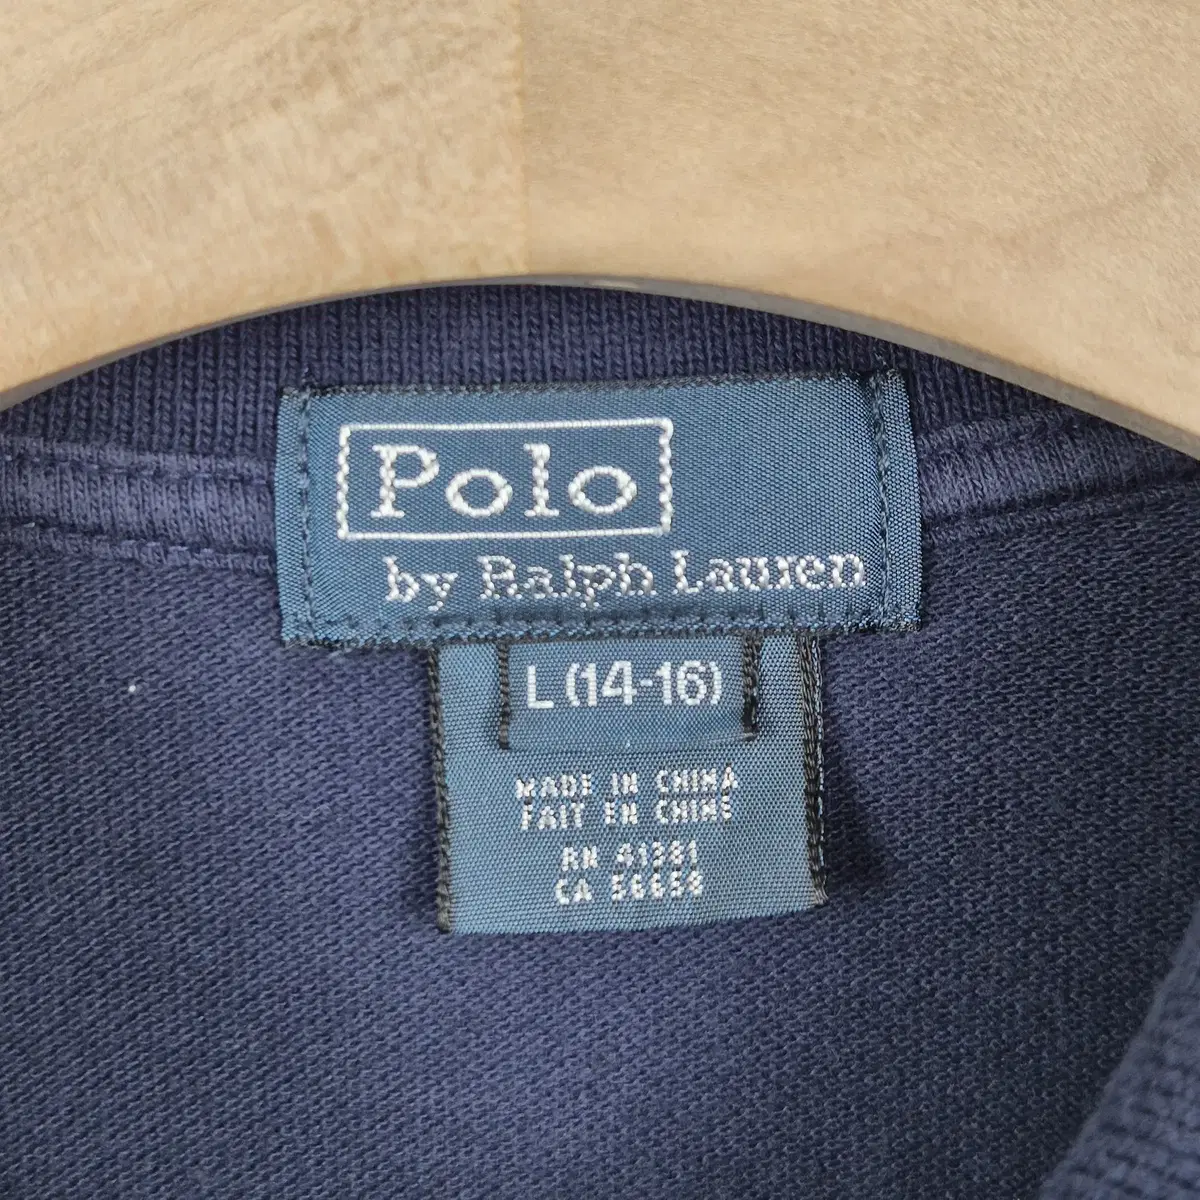 Polo
by Ralph Lauren
L (14-16)
MADE IN CHINA
FAIT EN CHINE
RN 41381
CA 56658